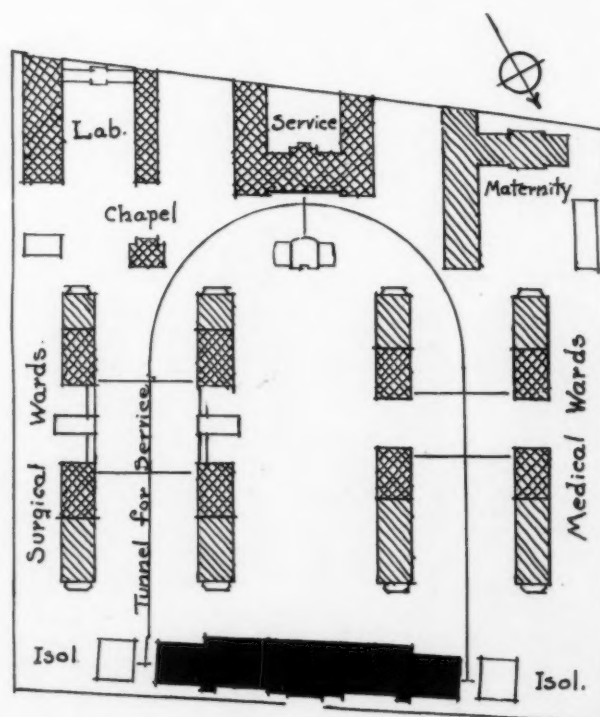 Lab.
Service
Maternity
Chapel
Surgical Wards.
Tunnel for Service
Medical Wards
Isol.
Isol.